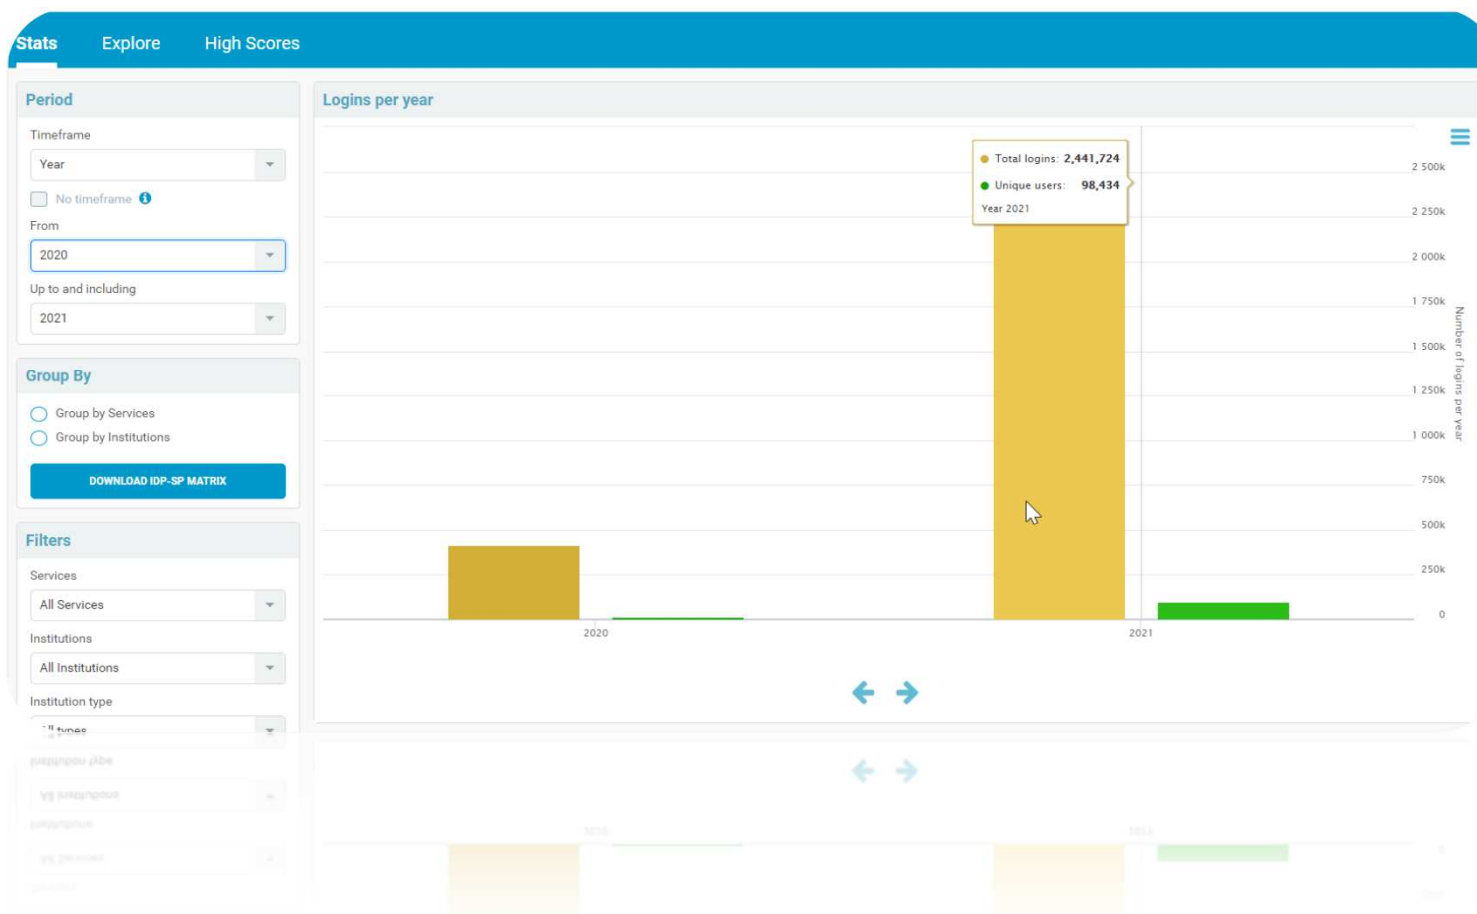 Stats Explore High Scores
Period
Timeframe
Year
No timeframe
From
2020
Up to and including
2021
Group By
Group by Services
Group by Institutions
DOWNLOAD IDP-SP MATRIX
Filters
Services
All Services
Institutions
All Institutions
Institution type
All types
Logins per year
Total logins: 2,441,724
Unique users: 98,434
Year 2021
2 500k
2 250k
2 000k
1 750k
1 500k
1 250k
1 000k
750k
500k
250k
0
Number of logins per year
2020 2021